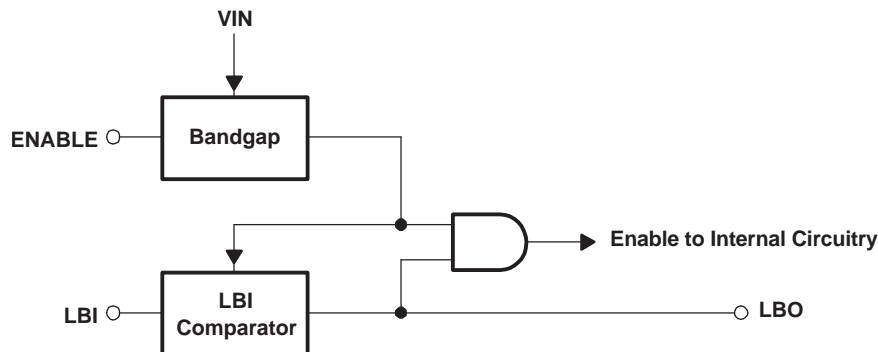 VIN
ENABLE
Bandgap
Enable to Internal Circuitry
LBI
LBI
Comparator
LBO